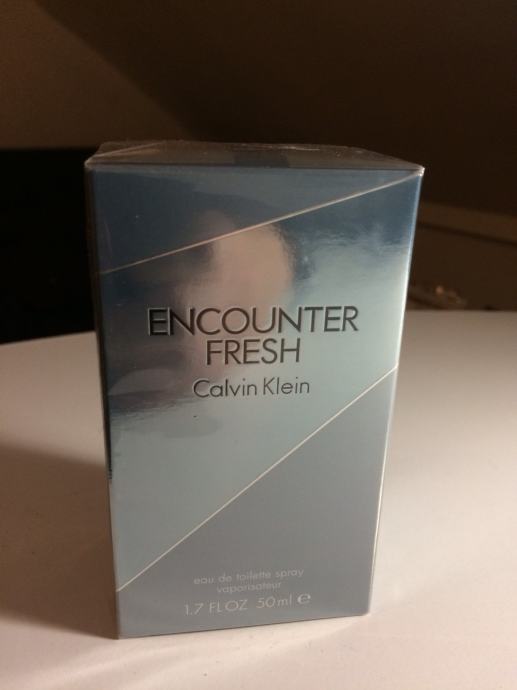 ENCOUNTER
FRESH
Calvin Klein
eau de toilette spray
vaporisateur
1.7 FL OZ 50 ml ℮